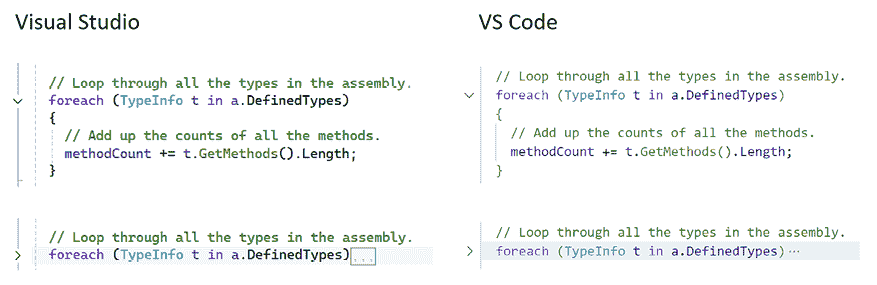 Visual Studio
// Loop through all the types in the assembly.
foreach (TypeInfo t in a.DefinedTypes)
{
// Add up the counts of all the methods.
methodCount += t.GetMethods().Length;
}
// Loop through all the types in the assembly.
foreach (TypeInfo t in a.DefinedTypes)...
VS Code
// Loop through all the types in the assembly.
foreach (TypeInfo t in a.DefinedTypes)
{
// Add up the counts of all the methods.
methodCount += t.GetMethods().Length;
}
// Loop through all the types in the assembly.
foreach (TypeInfo t in a.DefinedTypes) ⋯